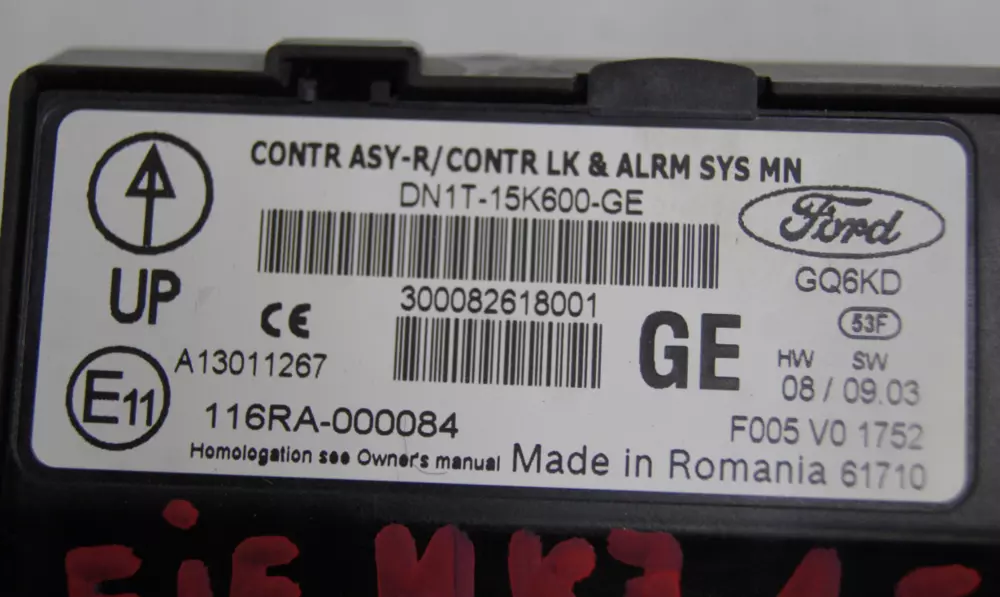 CONTR ASY-R/CONTR LK & ALRM SYS MN
DN1T-15K600-GE
Ford
UP
GQ6KD
300082618001
CE
GE
53F
A13011267
HW SW
08 / 09.03
E11
116RA-000084
F005 V0 1752
Homologation see Owner's manual
Made in Romania 61710